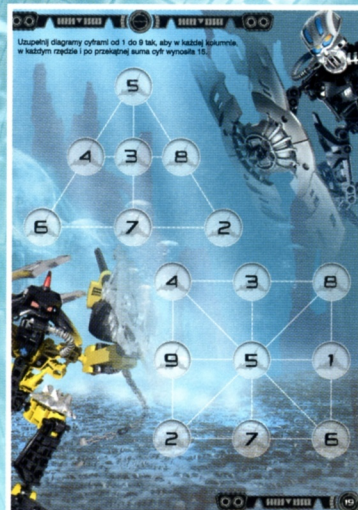 Uzupełnij diagramy cyframi od 1 do 9 tak, aby w każdej kolumnie,
w każdym rzędzie i po przekątnej suma cyfr wynosiła 15.
5
4 3 8
6 7 2
4 3 8
9 5 1
2 7 6
15